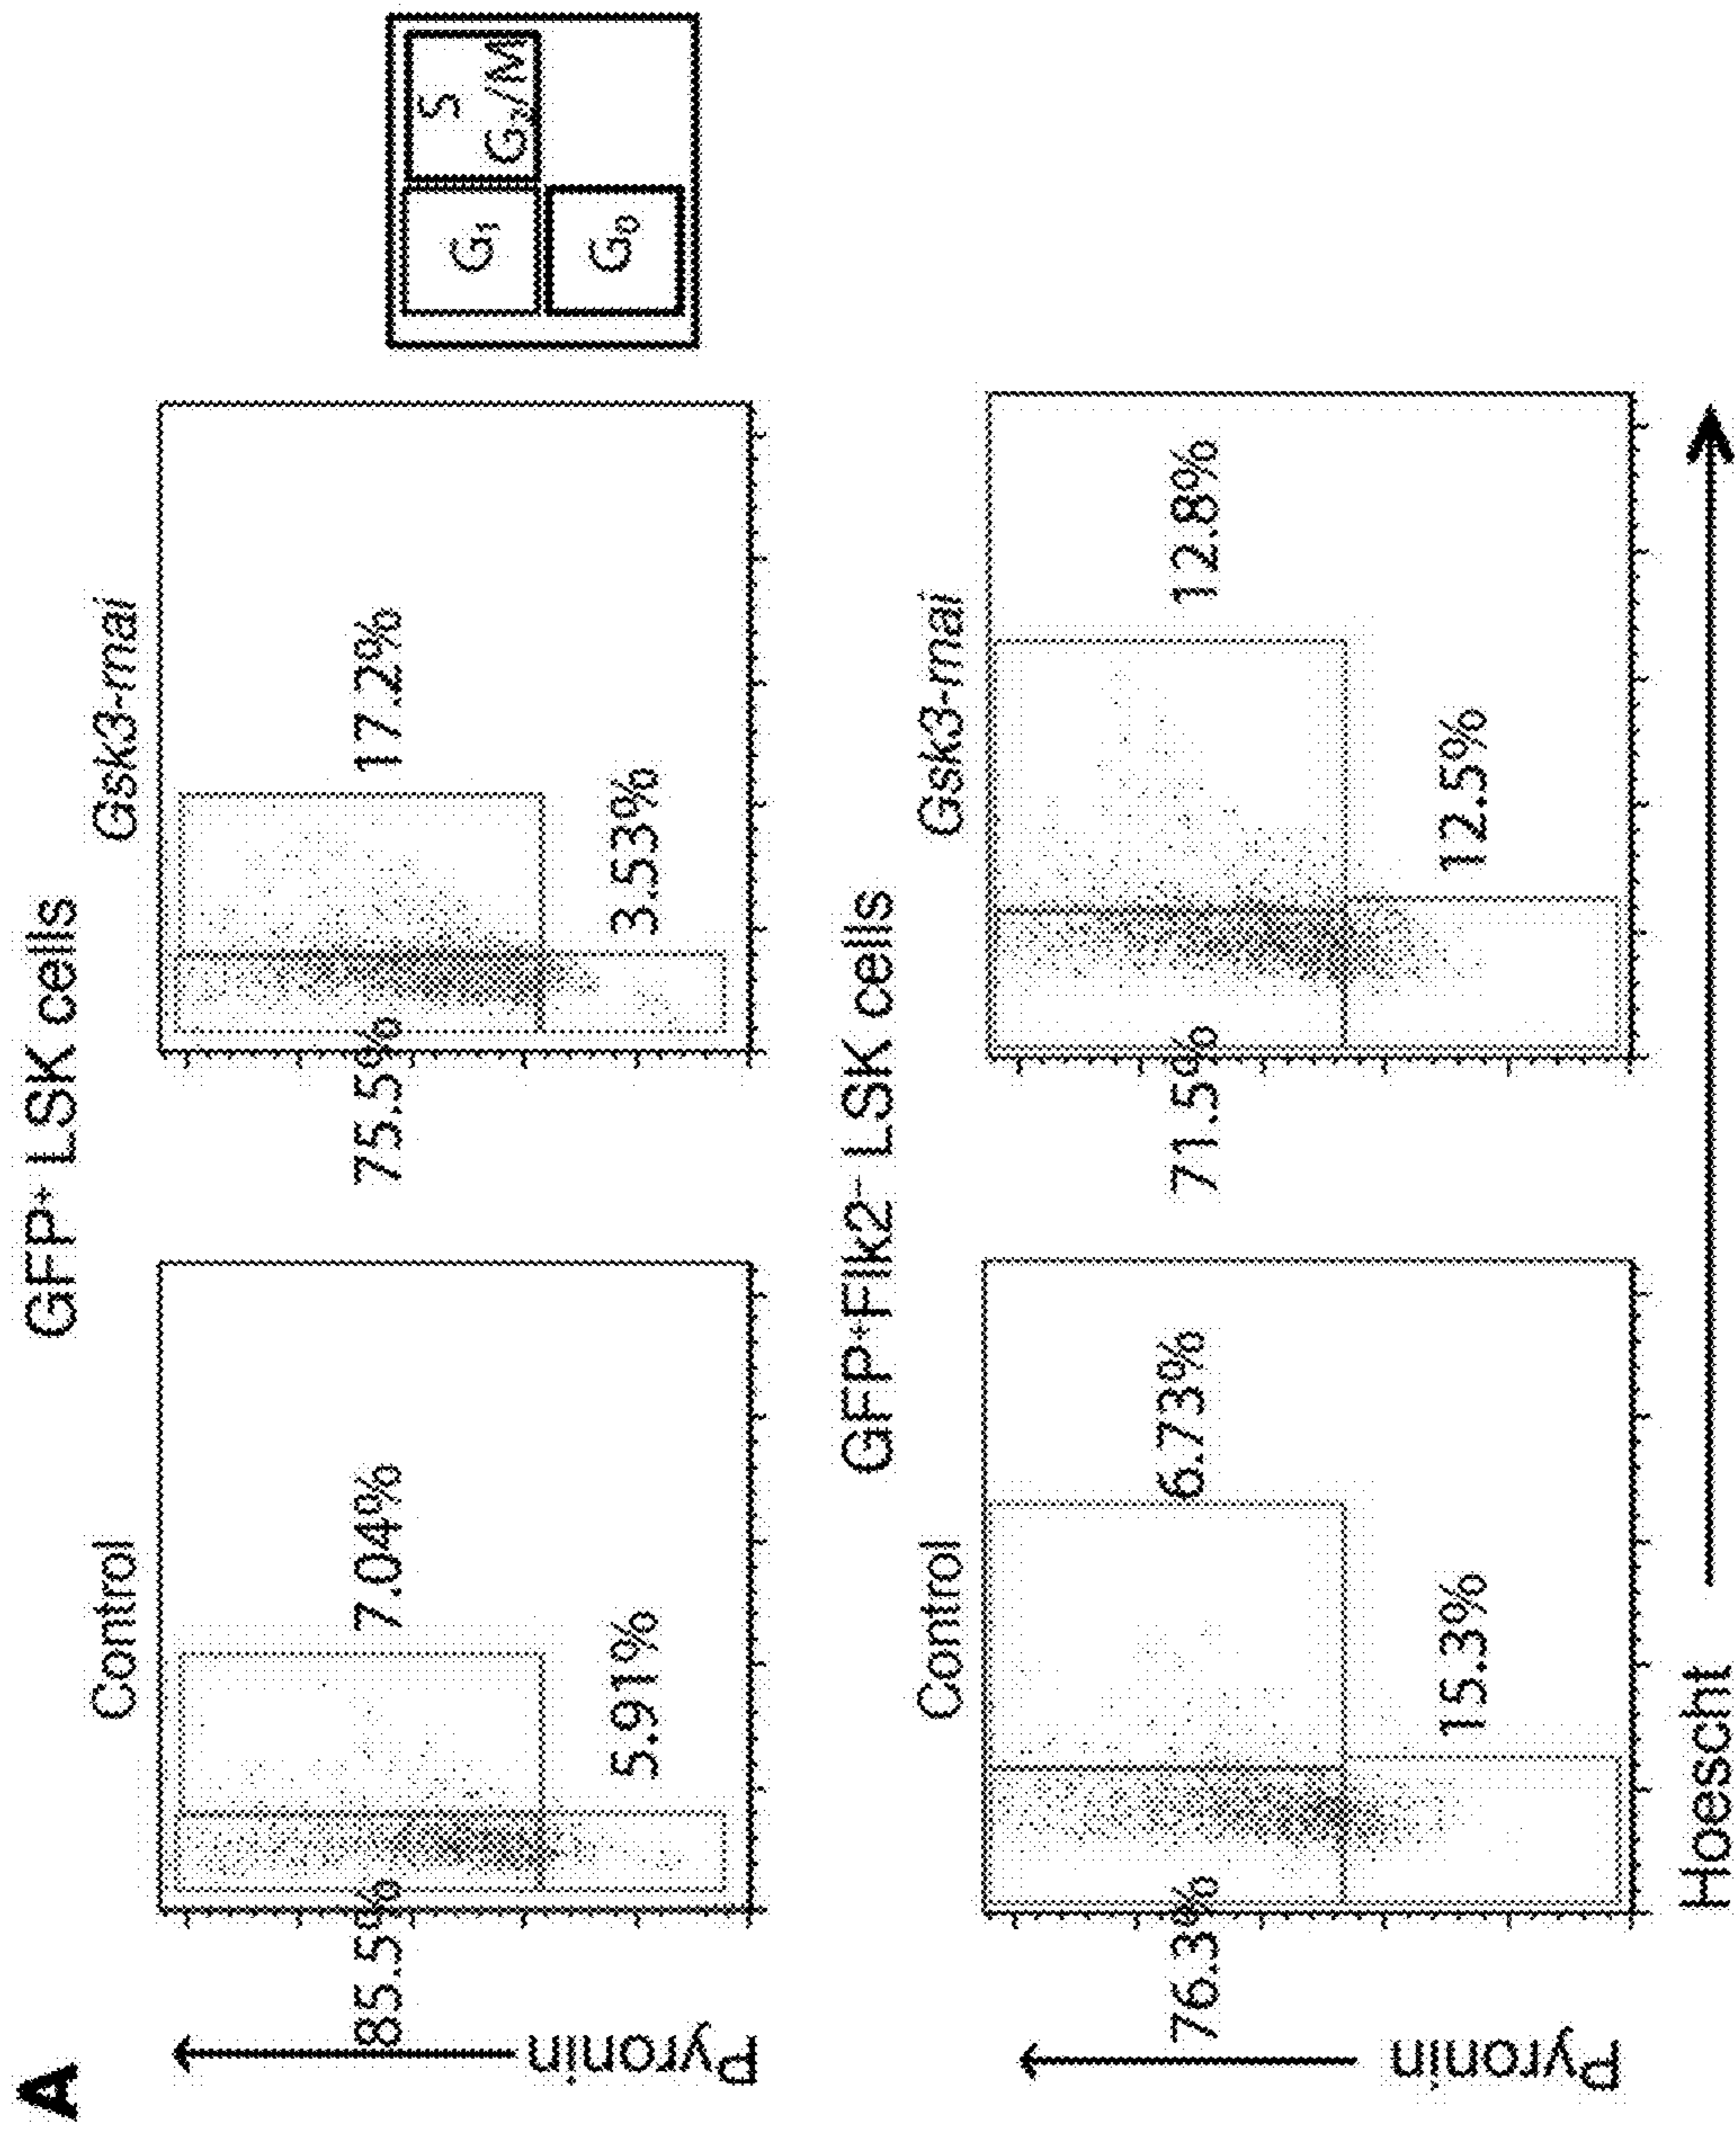 A
GFP+ LSK cells
Control
Gsk3-rnai
Pyronin
85.5%
7.04%
5.91%
75.5%
17.2%
3.53%
G1
S
G2/M
G0
GFP+Flk2- LSK cells
Control
Gsk3-rnai
Pyronin
76.3%
6.73%
15.3%
71.5%
12.8%
12.5%
Hoescht